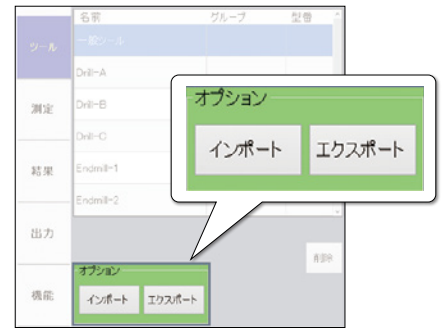 名前 グループ 型番
ツール
一般ツール
Drill-A
測定
Drill-B
Drill-C
結果
Endmill-1
Endmill-2
出力
削除
機能
オプション
インポート エクスポート
オプション
インポート エクスポート